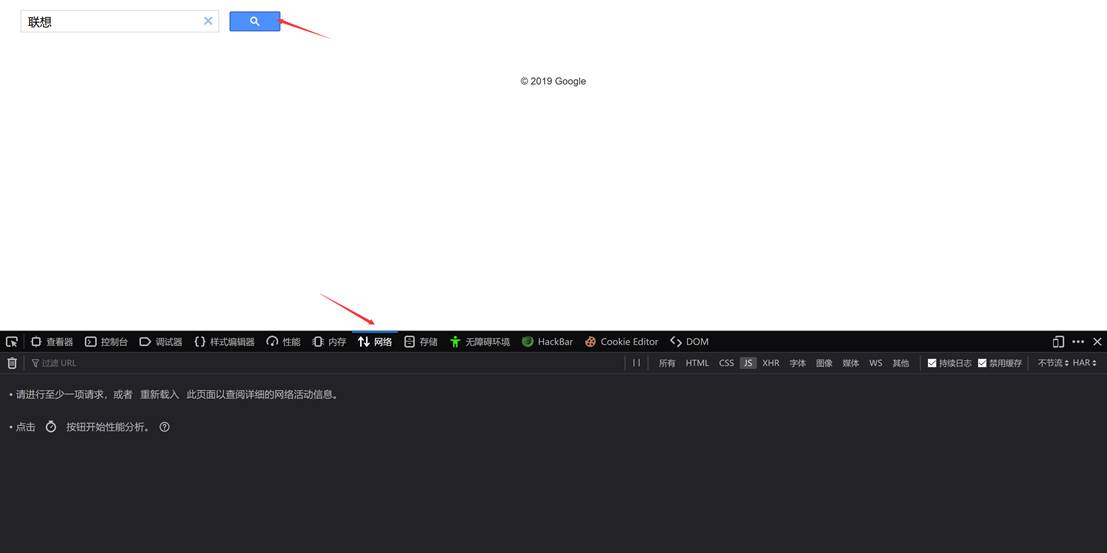 联想
© 2019 Google
查看器 控制台 调试器 样式编辑器 性能 内存 网络 存储 无障碍环境 HackBar Cookie Editor DOM
过滤 URL 所有 HTML CSS JS XHR 字体 图像 媒体 WS 其他 持续日志 禁用缓存 不节流 HAR
• 请进行至少一项请求，或者 重新载入 此页面以查阅详细的网络活动信息。
• 点击 按钮开始性能分析。